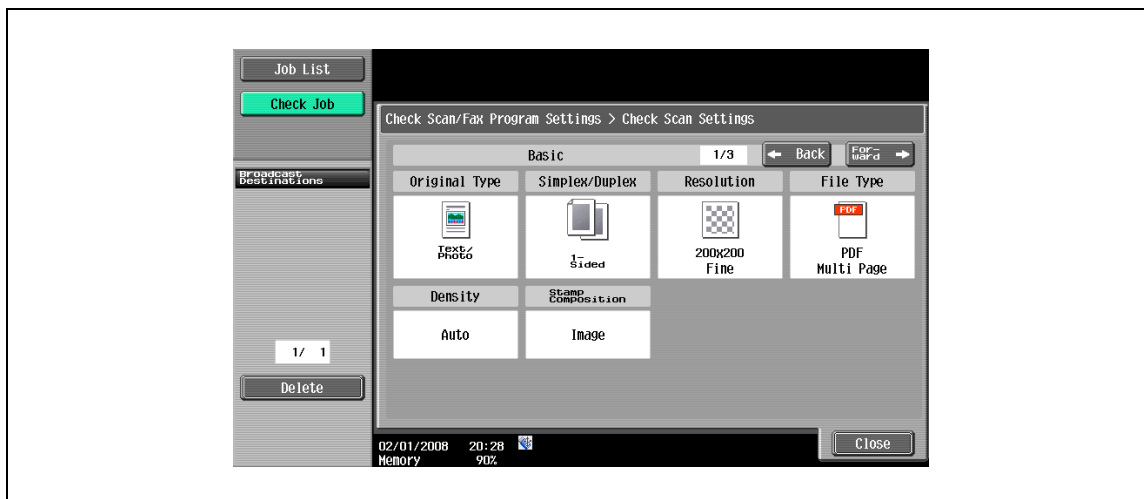 Job List
Check Job
Check Scan/Fax Program Settings > Check Scan Settings
Basic
1/3
← Back
For-
ward →
Broadcast
Destinations
Original Type
Simplex/Duplex
Resolution
File Type
PDF
Text/
Photo
1-
Sided
200x200
Fine
PDF
Multi Page
Density
Stamp
Composition
Auto
Image
1/ 1
Delete
02/01/2008 20:28
Memory 90%
Close